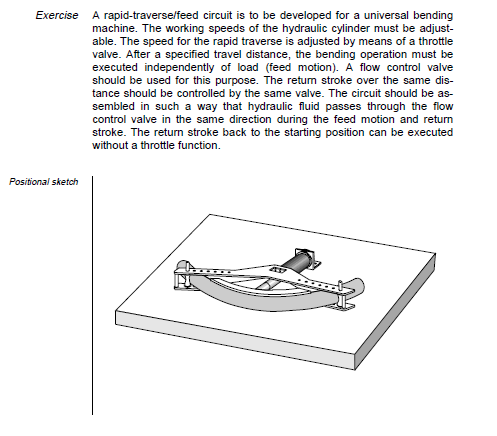 Exercise A rapid-traverse/feed circuit is to be developed for a universal bending
machine. The working speeds of the hydraulic cylinder must be adjust-
able. The speed for the rapid traverse is adjusted by means of a throttle
valve. After a specified travel distance, the bending operation must be
executed independently of load (feed motion). A flow control valve
should be used for this purpose. The return stroke over the same dis-
tance should be controlled by the same valve. The circuit should be as-
sembled in such a way that hydraulic fluid passes through the flow
control valve in the same direction during the feed motion and return
stroke. The return stroke back to the starting position can be executed
without a throttle function.
Positional sketch